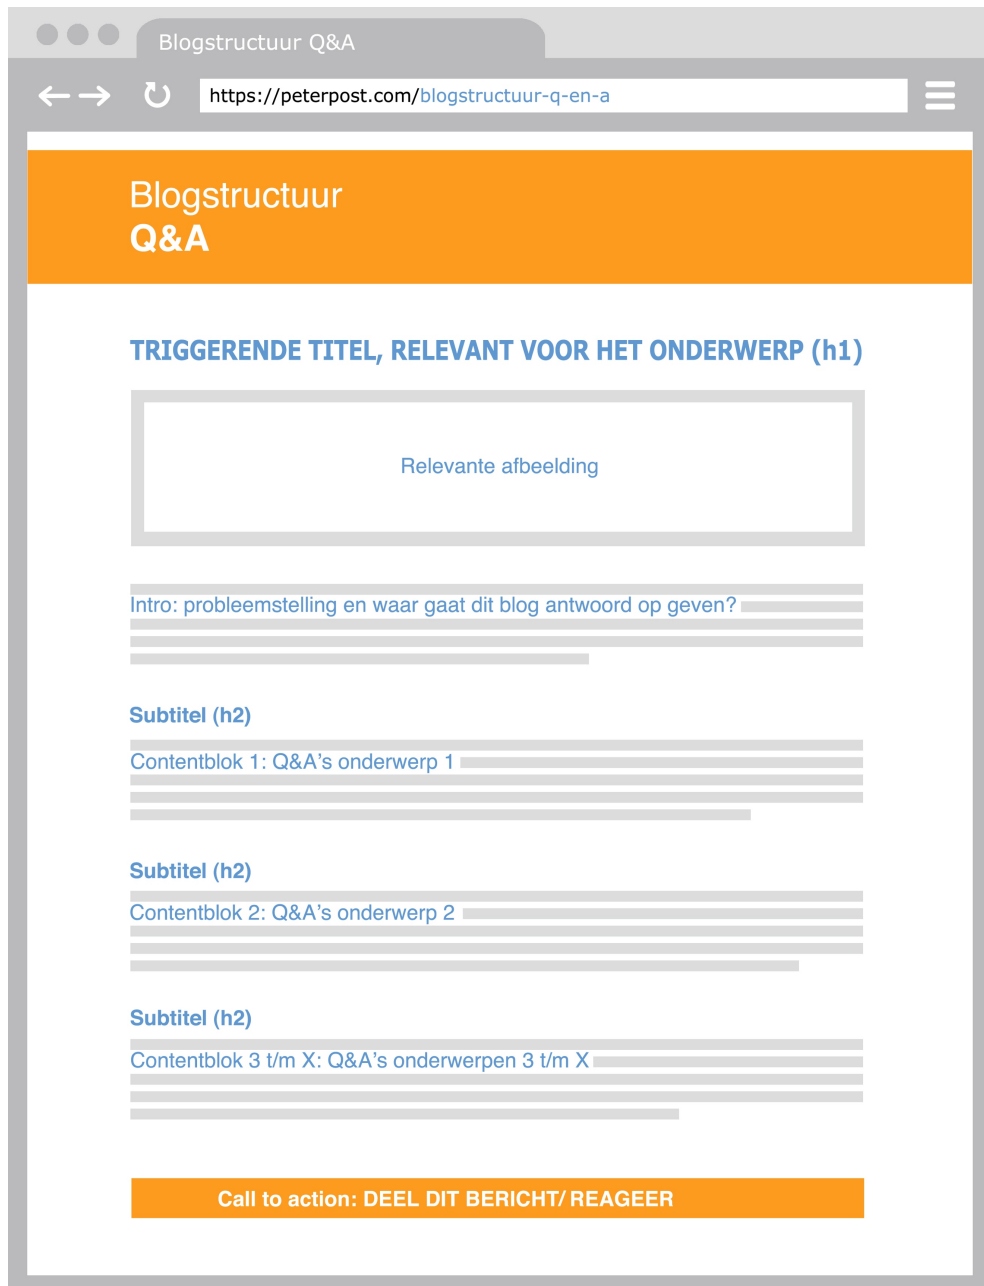 Blogstructuur Q&A
https://peterpost.com/blogstructuur-q-en-a
Blogstructuur
Q&A
TRIGGERENDE TITEL, RELEVANT VOOR HET ONDERWERP (h1)
Relevante afbeelding
Intro: probleemstelling en waar gaat dit blog antwoord op geven?
Subtitel (h2)
Contentblok 1: Q&A’s onderwerp 1
Subtitel (h2)
Contentblok 2: Q&A’s onderwerp 2
Subtitel (h2)
Contentblok 3 t/m X: Q&A’s onderwerpen 3 t/m X
Call to action: DEEL DIT BERICHT/ REAGEER